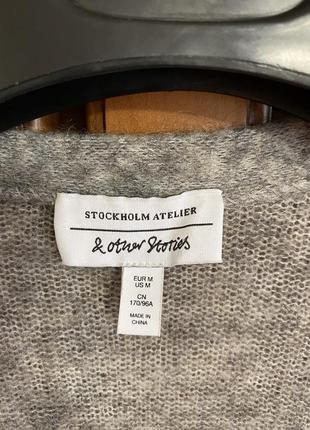 STOCKHOLM ATELIER
& other Stories
EUR M
US M
CN
170/96A
MADE IN
CHINA